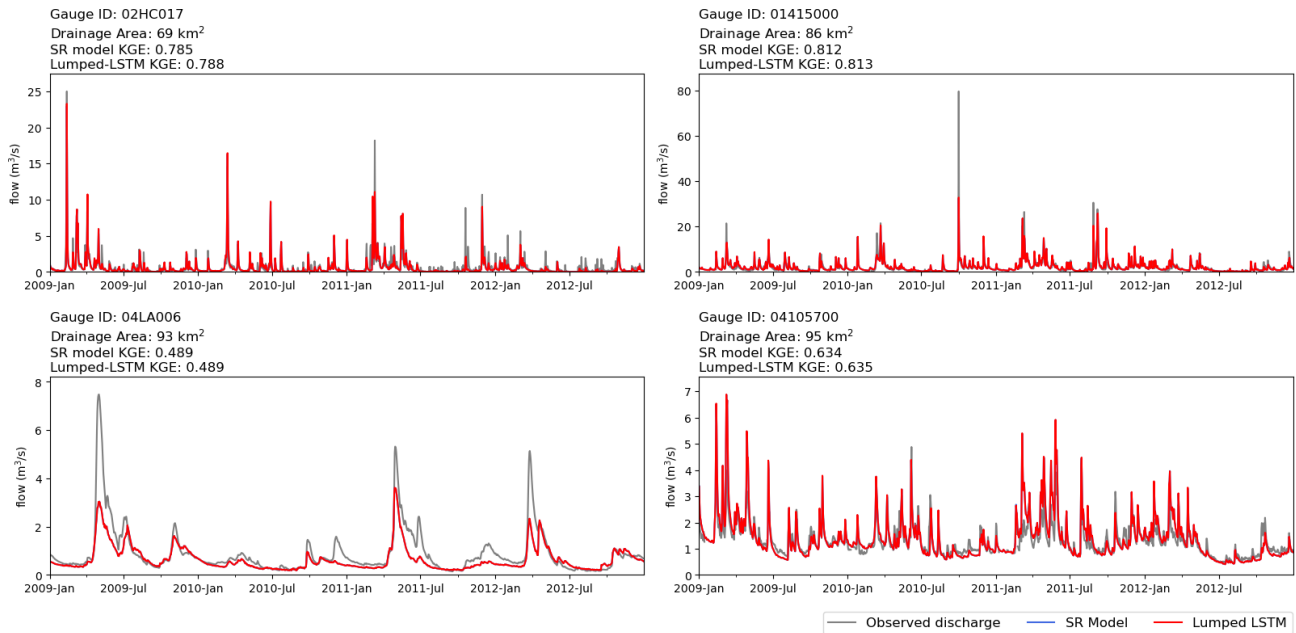 Gauge ID: 02HC017
Drainage Area: 69 km²
SR model KGE: 0.785
Lumped-LSTM KGE: 0.788
25
20
15
10
5
0
flow (m³/s)
2009-Jan 2009-Jul 2010-Jan 2010-Jul 2011-Jan 2011-Jul 2012-Jan 2012-Jul
Gauge ID: 01415000
Drainage Area: 86 km²
SR model KGE: 0.812
Lumped-LSTM KGE: 0.813
80
60
40
20
0
flow (m³/s)
2009-Jan 2009-Jul 2010-Jan 2010-Jul 2011-Jan 2011-Jul 2012-Jan 2012-Jul
Gauge ID: 04LA006
Drainage Area: 93 km²
SR model KGE: 0.489
Lumped-LSTM KGE: 0.489
8
6
4
2
0
flow (m³/s)
2009-Jan 2009-Jul 2010-Jan 2010-Jul 2011-Jan 2011-Jul 2012-Jan 2012-Jul
Gauge ID: 04105700
Drainage Area: 95 km²
SR model KGE: 0.634
Lumped-LSTM KGE: 0.635
7
6
5
4
3
2
1
0
flow (m³/s)
2009-Jan 2009-Jul 2010-Jan 2010-Jul 2011-Jan 2011-Jul 2012-Jan 2012-Jul
Observed discharge SR Model Lumped LSTM